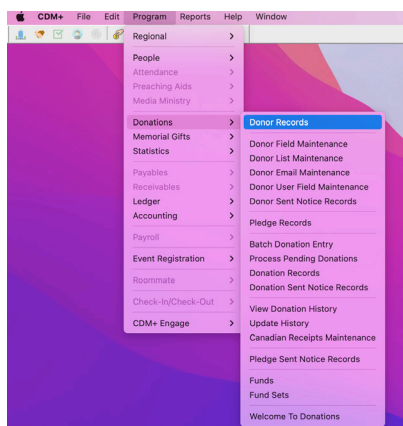 CDM+ File Edit Program Reports Help Window
Regional
People
Attendance
Preaching Aids
Media Ministry
Donations
Memorial Gifts
Statistics
Payables
Receivables
Ledger
Accounting
Payroll
Event Registration
Roommate
Check-In/Check-Out
CDM+ Engage
Donor Records
Donor Field Maintenance
Donor List Maintenance
Donor Email Maintenance
Donor User Field Maintenance
Donor Sent Notice Records
Pledge Records
Batch Donation Entry
Process Pending Donations
Donation Records
Donation Sent Notice Records
View Donation History
Update History
Canadian Receipts Maintenance
Pledge Sent Notice Records
Funds
Fund Sets
Welcome To Donations